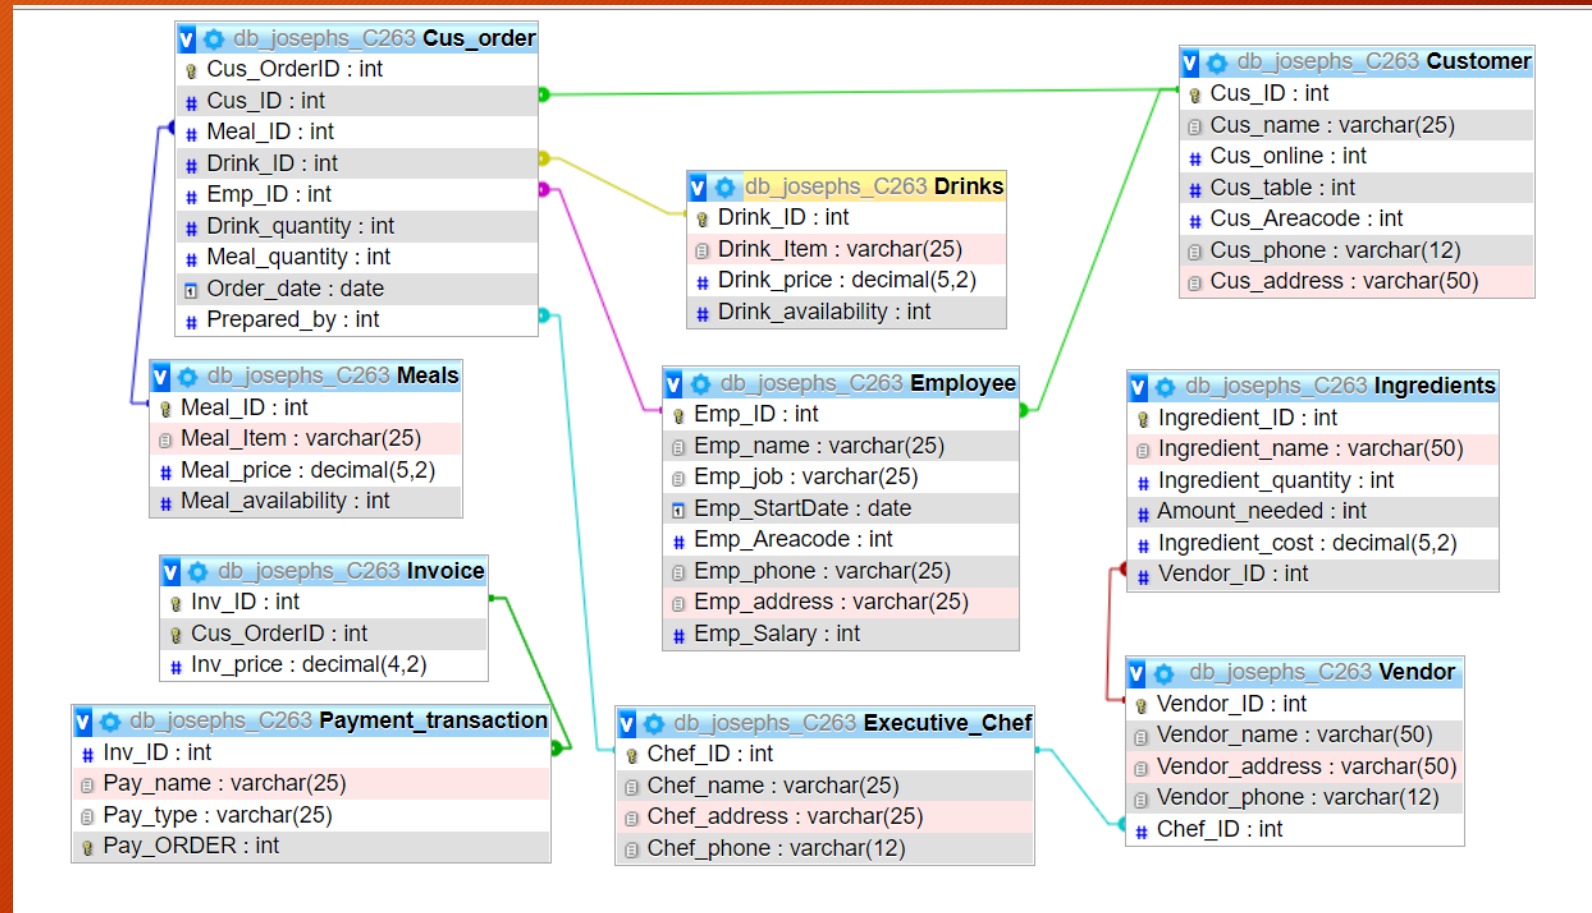 db_josephs_C263 Cus_order
Cus_OrderID : int
Cus_ID : int
Meal_ID : int
Drink_ID : int
Emp_ID : int
Drink_quantity : int
Meal_quantity : int
Order_date : date
Prepared_by : int
db_josephs_C263 Customer
Cus_ID : int
Cus_name : varchar(25)
Cus_online : int
Cus_table : int
Cus_Areacode : int
Cus_phone : varchar(12)
Cus_address : varchar(50)
db_josephs_C263 Drinks
Drink_ID : int
Drink_Item : varchar(25)
Drink_price : decimal(5,2)
Drink_availability : int
db_josephs_C263 Meals
Meal_ID : int
Meal_Item : varchar(25)
Meal_price : decimal(5,2)
Meal_availability : int
db_josephs_C263 Employee
Emp_ID : int
Emp_name : varchar(25)
Emp_job : varchar(25)
Emp_StartDate : date
Emp_Areacode : int
Emp_phone : varchar(25)
Emp_address : varchar(25)
Emp_Salary : int
db_josephs_C263 Ingredients
Ingredient_ID : int
Ingredient_name : varchar(50)
Ingredient_quantity : int
Amount_needed : int
Ingredient_cost : decimal(5,2)
Vendor_ID : int
db_josephs_C263 Invoice
Inv_ID : int
Cus_OrderID : int
Inv_price : decimal(4,2)
db_josephs_C263 Payment_transaction
Inv_ID : int
Pay_name : varchar(25)
Pay_type : varchar(25)
Pay_ORDER : int
db_josephs_C263 Executive_Chef
Chef_ID : int
Chef_name : varchar(25)
Chef_address : varchar(25)
Chef_phone : varchar(12)
db_josephs_C263 Vendor
Vendor_ID : int
Vendor_name : varchar(50)
Vendor_address : varchar(50)
Vendor_phone : varchar(12)
Chef_ID : int